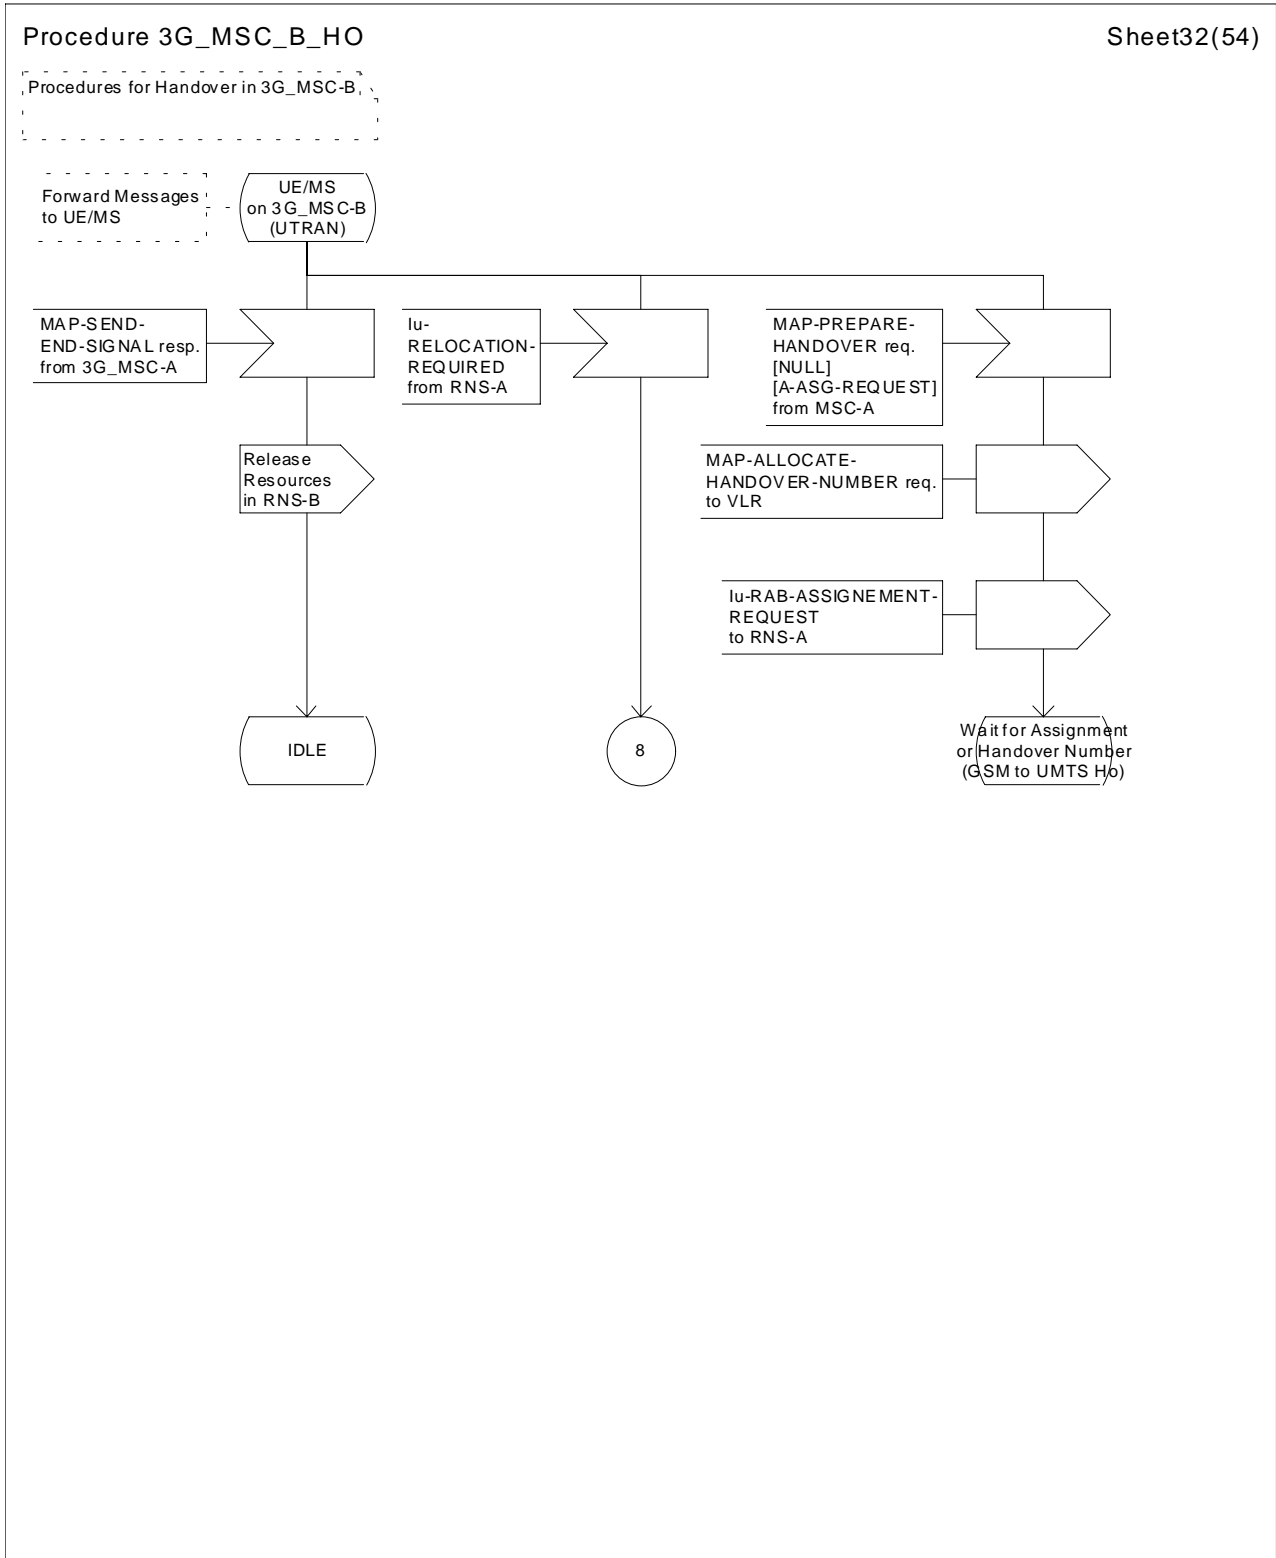 Procedure 3G_MSC_B_HO
Sheet32(54)
Procedures for Handover in 3G_MSC-B
Forward Messages
to UE/MS
UE/MS
on 3G_MSC-B
(UTRAN)
MAP-SEND-
END-SIGNAL resp.
from 3G_MSC-A
Iu-
RELOCATION-
REQUIRED
from RNS-A
MAP-PREPARE-
HANDOVER req.
[NULL]
[A-ASG-REQUEST]
from MSC-A
Release
Resources
in RNS-B
MAP-ALLOCATE-
HANDOVER-NUMBER req.
to VLR
Iu-RAB-ASSIGNEMENT-
REQUEST
to RNS-A
IDLE
8
Wait for Assignment
or Handover Number
(GSM to UMTS Ho)